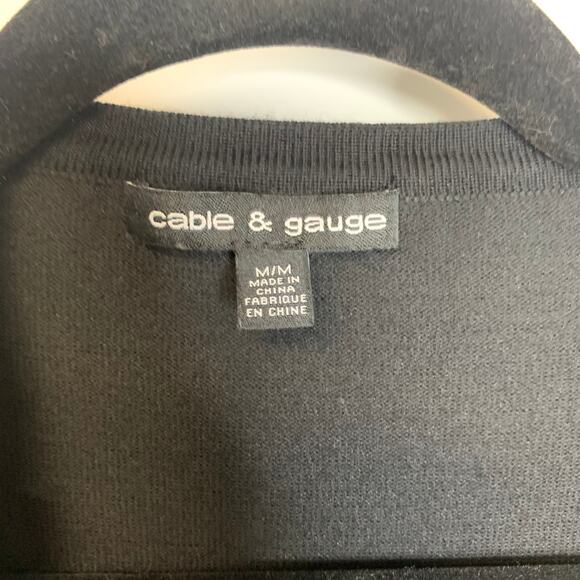 cable & gauge
M/M
MADE IN
CHINA
FABRIQUE
EN CHINE